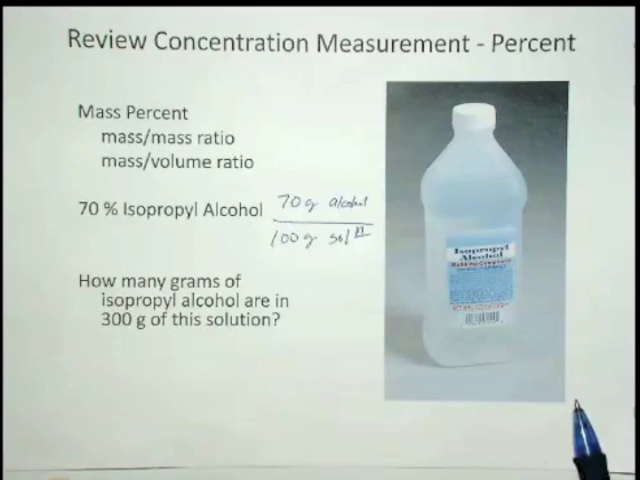 Review Concentration Measurement - Percent
Mass Percent
mass/mass ratio
mass/volume ratio
70 % Isopropyl Alcohol
70 g alcohol
100 g sol n
How many grams of
isopropyl alcohol are in
300 g of this solution?
Isopropyl
Alcohol